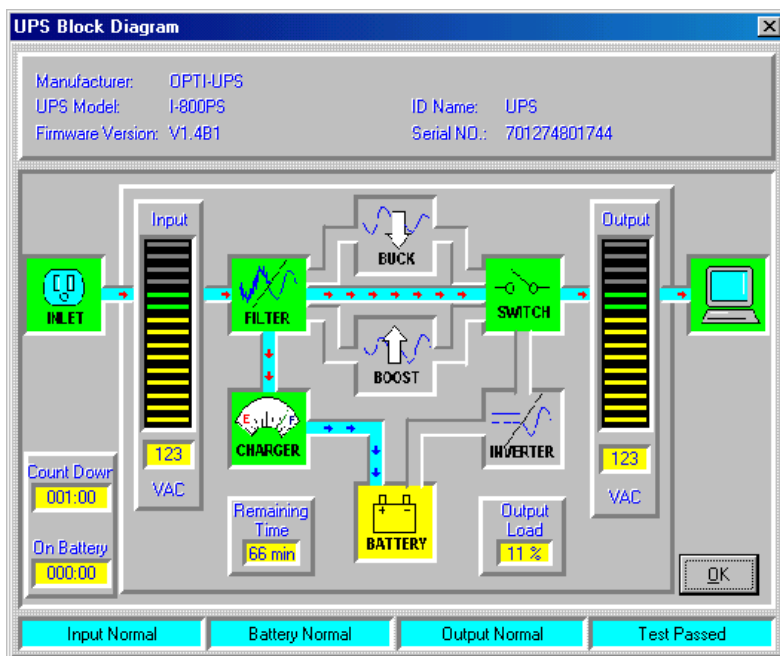 UPS Block Diagram
Manufacturer: OPTI-UPS
UPS Model: I-800PS ID Name: UPS
Firmware Version: V1.4B1 Serial NO.: 701274801744
Input
Output
BUCK
INLET
FILTER
SWITCH
BOOST
E F
CHARGER
INVERTER
123
VAC
123
VAC
Count Down
001:00
On Battery
000:00
Remaining
Time
66 min
+ -
BATTERY
Output
Load
11 %
OK
Input Normal Battery Normal Output Normal Test Passed